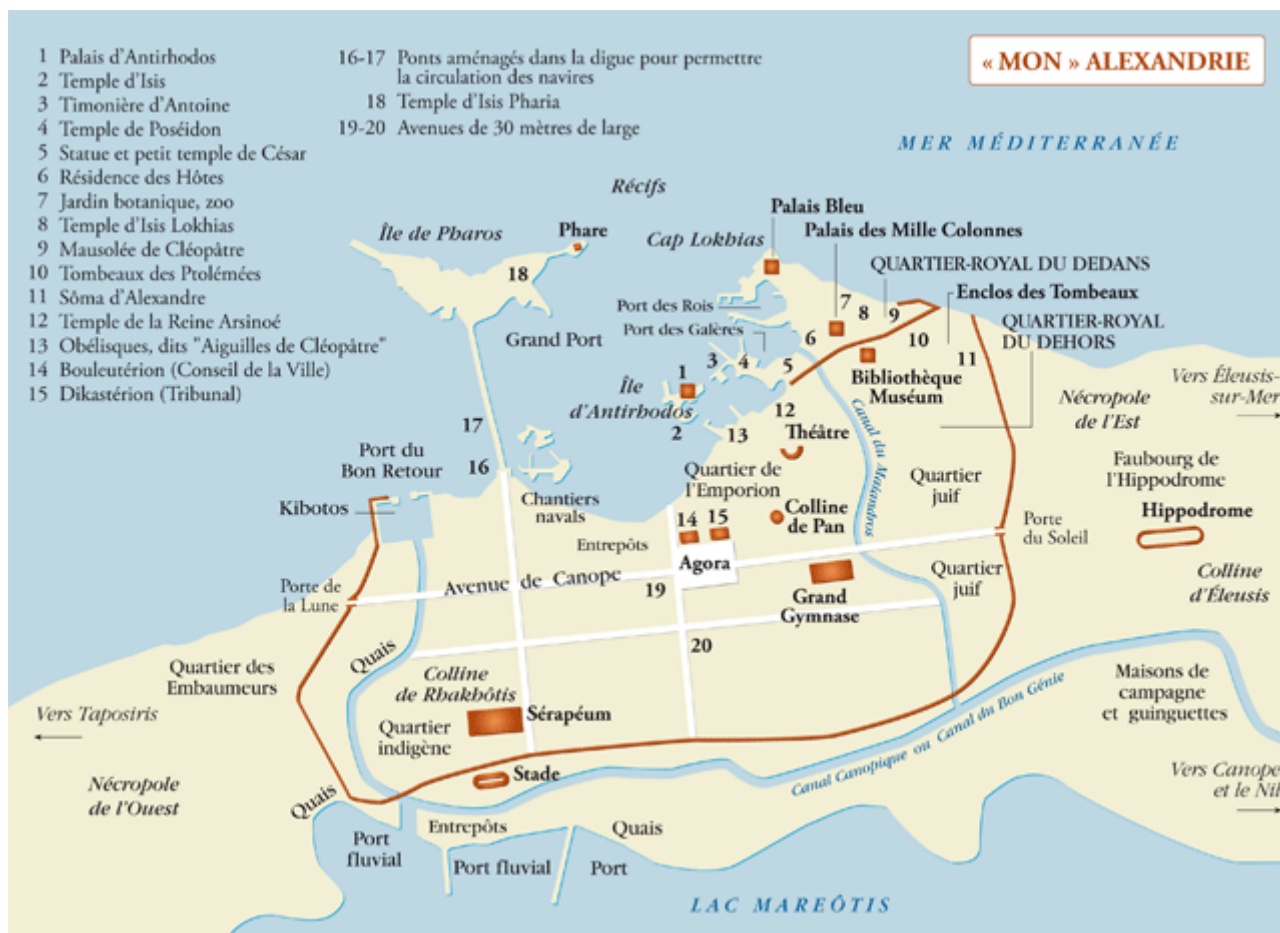 1 Palais d'Antirhodos
2 Temple d'Isis
3 Timonière d'Antoine
4 Temple de Poséidon
5 Statue et petit temple de César
6 Résidence des Hôtes
7 Jardin botanique, zoo
8 Temple d'Isis Lokhias
9 Mausolée de Cléopâtre
10 Tombeaux des Ptolémées
11 Sôma d'Alexandre
12 Temple de la Reine Arsinoé
13 Obélisques, dits "Aiguilles de Cléopâtre"
14 Bouleutérion (Conseil de la Ville)
15 Dikastérion (Tribunal)
16-17 Ponts aménagés dans la digue pour permettre
la circulation des navires
18 Temple d'Isis Pharia
19-20 Avenues de 30 mètres de large
« MON » ALEXANDRIE
MER MÉDITERRANÉE
Récifs
Île de Pharos
Phare
18
Cap Lokhias
Palais Bleu
Palais des Mille Colonnes
QUARTIER-ROYAL DU DEDANS
Enclos des Tombeaux
QUARTIER-ROYAL
DU DEHORS
Port des Rois
Port des Galères
Grand Port
7
8
9
6
10
11
3
4
5
1
Île
d'Antirhodos
2
12
13
Bibliothèque
Muséum
Théâtre
Nécropole
de l'Est
Vers Éleusis-
sur-Mer
17
16
Port du
Bon Retour
Kibotos
Chantiers
navals
Quartier de
l'Emporion
Canal du Maiandros
Quartier
juif
Faubourg de
l'Hippodrome
Hippodrome
Colline
de Pan
14
15
Entrepôts
Agora
Porte
du Soleil
Porte de
la Lune
Avenue de Canope
19
Grand
Gymnase
Quartier
juif
Colline
d'Éleusis
20
Quais
Quartier des
Embaumeurs
Colline
de Rhakhôtis
Sérapéum
Quartier
indigène
Maisons de
campagne
et guinguettes
Vers Taposiris
Stade
Canal Canopique ou Canal du Bon Génie
Vers Canope
et le Nil
Nécropole
de l'Ouest
Quais
Port
fluvial
Entrepôts
Port fluvial
Quais
Port
LAC MAREÔTIS